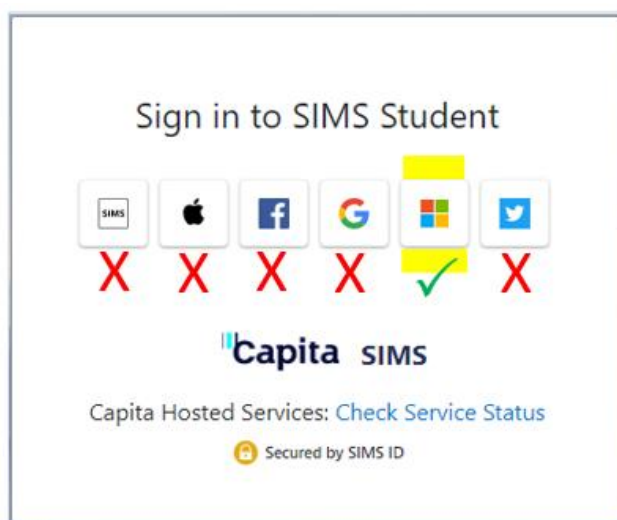 Sign in to SIMS Student
SIMS
X X X X ✓ X
Capita SIMS
Capita Hosted Services: Check Service Status
Secured by SIMS ID